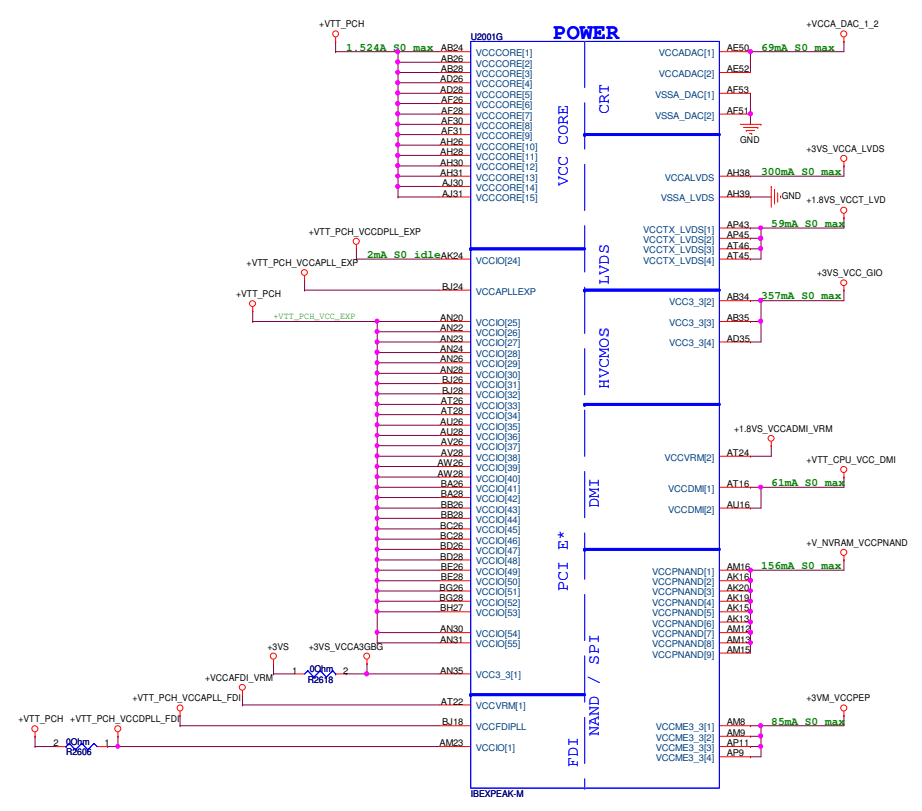 POWER
+VTT_PCH
+VCCA_DAC_1_2
U2001G
1.524A S0 max AB24 VCCCORE[1]
AB26 VCCCORE[2]
AB28 VCCCORE[3]
AD26 VCCCORE[4]
AD28 VCCCORE[5]
AF26 VCCCORE[6]
AF28 VCCCORE[7]
AF30 VCCCORE[8]
AF31 VCCCORE[9]
AH26 VCCCORE[10]
AH28 VCCCORE[11]
AH30 VCCCORE[12]
AH31 VCCCORE[13]
AJ30 VCCCORE[14]
AJ31 VCCCORE[15]
VCC CORE
CRT
VCCADAC[1] AE50 69mA S0 max
VCCADAC[2] AE52
VSSA_DAC[1] AF53
VSSA_DAC[2] AF51
GND
+3VS_VCCA_LVDS
VCCALVDS AH38 300mA S0 max
VSSA_LVDS AH39 GND
+1.8VS_VCCT_LVD
VCCTX_LVDS[1] AP43 59mA S0 max
VCCTX_LVDS[2] AP45
VCCTX_LVDS[3] AT46
VCCTX_LVDS[4] AT45
LVDS
+VTT_PCH_VCCDPLL_EXP
2mA S0 idle AK24 VCCIO[24]
+VTT_PCH_VCCAPLL_EXP
BJ24 VCCAPLLEXP
+VTT_PCH
+VTT_PCH_VCC_EXP
AN20 VCCIO[25]
AN22 VCCIO[26]
AN23 VCCIO[27]
AN24 VCCIO[28]
AN26 VCCIO[29]
AN28 VCCIO[30]
BJ26 VCCIO[31]
BJ28 VCCIO[32]
AT26 VCCIO[33]
AT28 VCCIO[34]
AU26 VCCIO[35]
AU28 VCCIO[36]
AV26 VCCIO[37]
AV28 VCCIO[38]
AW26 VCCIO[39]
AW28 VCCIO[40]
BA26 VCCIO[41]
BA28 VCCIO[42]
BB26 VCCIO[43]
BB28 VCCIO[44]
BC26 VCCIO[45]
BC28 VCCIO[46]
BD26 VCCIO[47]
BD28 VCCIO[48]
BE26 VCCIO[49]
BE28 VCCIO[50]
BG26 VCCIO[51]
BG28 VCCIO[52]
BH27 VCCIO[53]
AN30 VCCIO[54]
AN31 VCCIO[55]
PCI E*
+3VS_VCC_GIO
VCC3_3[2] AB34 357mA S0 max
VCC3_3[3] AB35
VCC3_3[4] AD35
HVCMOS
+1.8VS_VCCADMI_VRM
VCCVRM[2] AT24
+VTT_CPU_VCC_DMI
VCCDMI[1] AT16 61mA S0 max
VCCDMI[2] AU16
DMI
+V_NVRAM_VCCPNAND
VCCPNAND[1] AM16 156mA S0 max
VCCPNAND[2] AK16
VCCPNAND[3] AK20
VCCPNAND[4] AK19
VCCPNAND[5] AK15
VCCPNAND[6] AK13
VCCPNAND[7] AM12
VCCPNAND[8] AM13
VCCPNAND[9] AM15
NAND / SPI
+3VS
+3VS_VCCA3GBG
1 0Ohm 2 AN35 VCC3_3[1]
R2618
+VCCAFDI_VRM
AT22 VCCVRM[1]
+VTT_PCH_VCCAPLL_FDI
BJ18 VCCFDIPLL
+VTT_PCH
+VTT_PCH_VCCDPLL_FDI
2 0Ohm 1 AM23 VCCIO[1]
R2606
FDI
+3VM_VCCPEP
VCCME3_3[1] AM8 85mA S0 max
VCCME3_3[2] AM9
VCCME3_3[3] AP11
VCCME3_3[4] AP9
IBEXPEAK-M